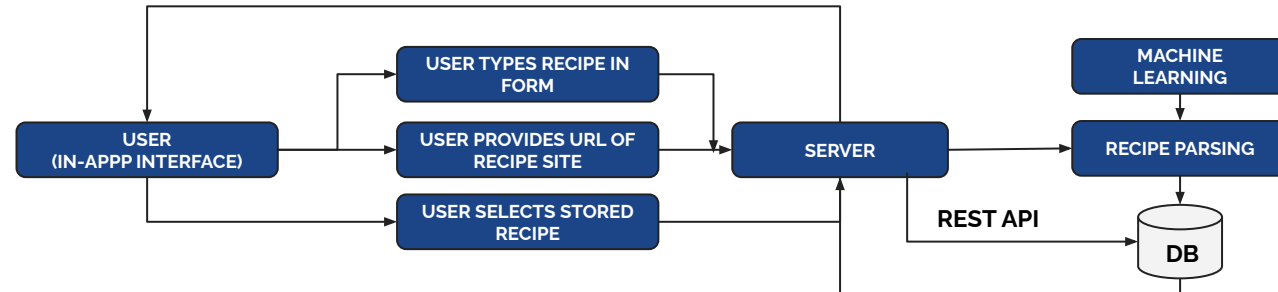 USER TYPES RECIPE IN
FORM
MACHINE
LEARNING
USER
(IN-APPP INTERFACE)
USER PROVIDES URL OF
RECIPE SITE
SERVER
RECIPE PARSING
USER SELECTS STORED
RECIPE
REST API
DB